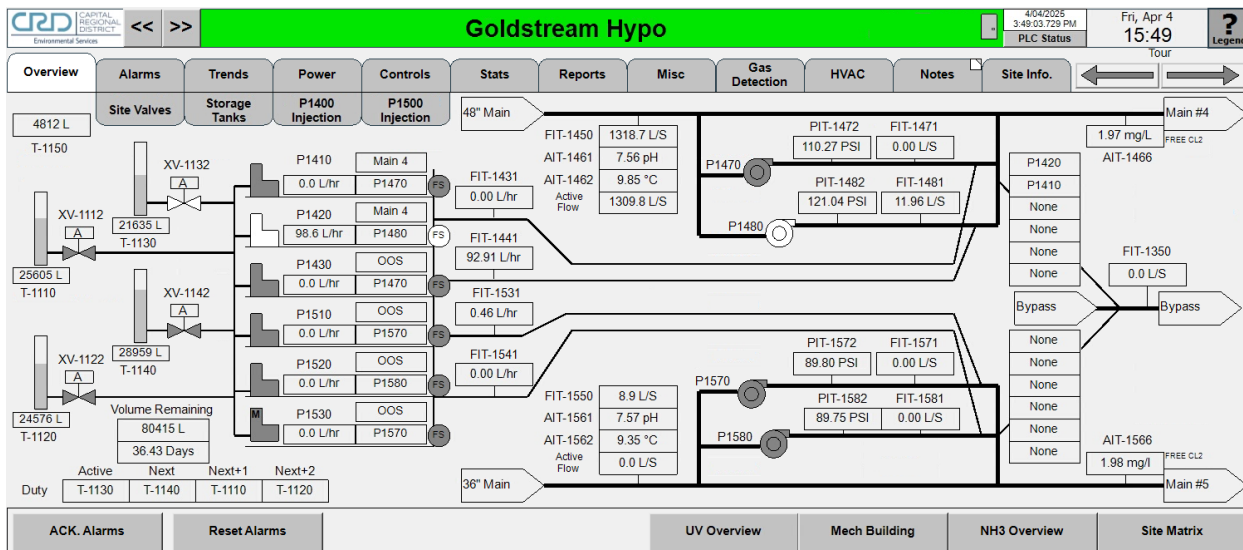 CRD CAPITAL REGIONAL DISTRICT
Environmental Services
<< >>
Goldstream Hypo
4/04/2025
3:49:03.729 PM
PLC Status
Fri, Apr 4
15:49
?
Legend
Tour
Overview Alarms Trends Power Controls Stats Reports Misc Gas Detection HVAC Notes Site Info.
Site Valves Storage Tanks P1400 Injection P1500 Injection
4812 L
T-1150
XV-1132
A
21635 L
T-1130
XV-1112
A
25605 L
T-1110
XV-1142
A
28959 L
T-1140
XV-1122
A
24576 L
T-1120
Volume Remaining
80415 L
36.43 Days
Active Next Next+1 Next+2
Duty T-1130 T-1140 T-1110 T-1120
P1410 Main 4
0.0 L/hr P1470 FS
P1420 Main 4
98.6 L/hr P1480 FS
P1430 OOS
0.0 L/hr P1470 FS
P1510 OOS
0.0 L/hr P1570 FS
P1520 OOS
0.0 L/hr P1580 FS
M P1530 OOS
0.0 L/hr P1570 FS
FIT-1431
0.00 L/hr
FIT-1441
92.91 L/hr
FIT-1531
0.46 L/hr
FIT-1541
0.00 L/hr
48" Main
FIT-1450 1318.7 L/S
AIT-1461 7.56 pH
AIT-1462 9.85 °C
Active Flow 1309.8 L/S
P1470
PIT-1472 FIT-1471
110.27 PSI 0.00 L/S
P1480
PIT-1482 FIT-1481
121.04 PSI 11.96 L/S
Main #4
1.97 mg/L FREE CL2
AIT-1466
P1420
P1410
None
None
None
None
FIT-1350
0.0 L/S
Bypass Bypass
None
None
None
None
None
None
PIT-1572 FIT-1571
89.80 PSI 0.00 L/S
P1570
PIT-1582 FIT-1581
89.75 PSI 0.00 L/S
P1580
FIT-1550 8.9 L/S
AIT-1561 7.57 pH
AIT-1562 9.35 °C
Active Flow 0.0 L/S
36" Main
AIT-1566
1.98 mg/l FREE CL2
Main #5
ACK. Alarms Reset Alarms UV Overview Mech Building NH3 Overview Site Matrix